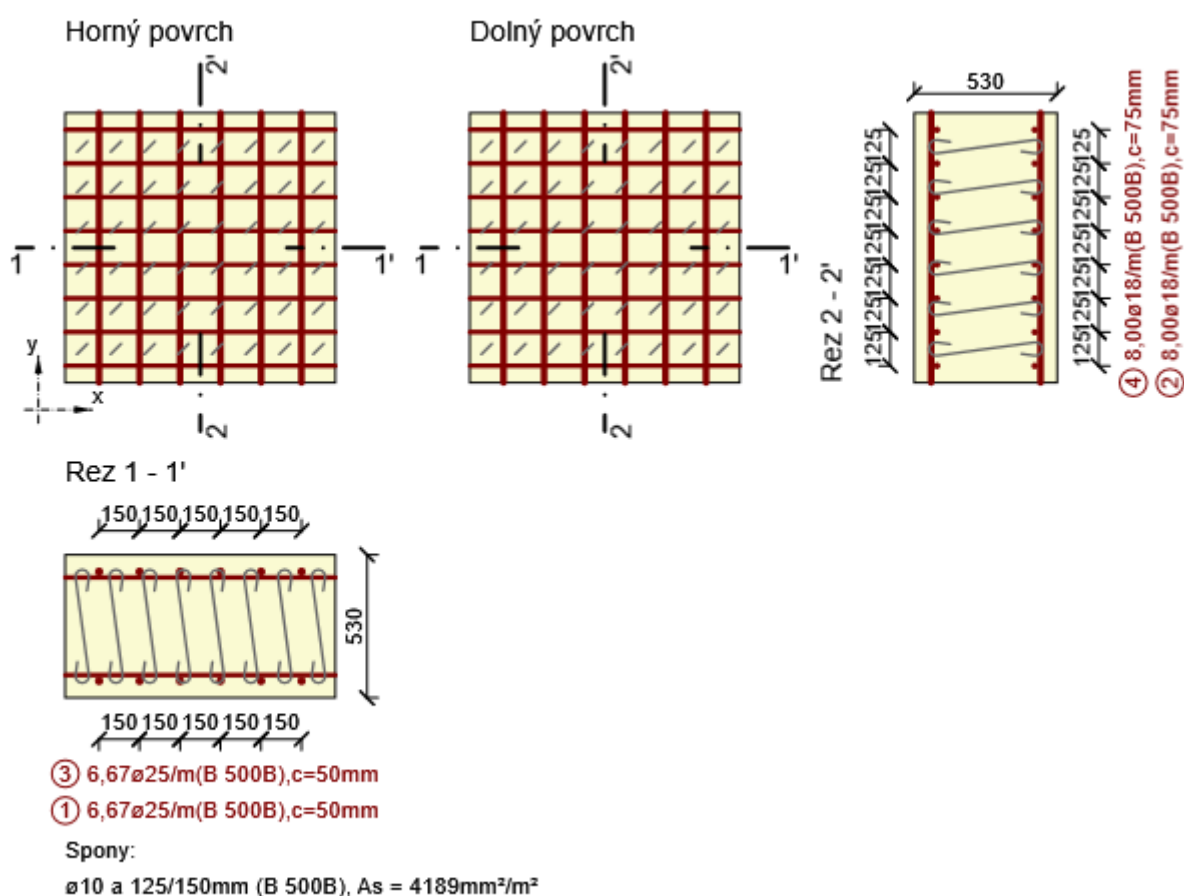 Horný povrch
Dolný povrch
2'
2'
530
1
1'
1
1'
y
x
2
2
125 125 125 125 125 125 125
125 125 125 125 125 125 125
Rez 2 - 2'
④ 8,00ø18/m(B 500B),c=75mm
② 8,00ø18/m(B 500B),c=75mm
Rez 1 - 1'
150 150 150 150 150
530
150 150 150 150 150
③ 6,67ø25/m(B 500B),c=50mm
① 6,67ø25/m(B 500B),c=50mm
Spony:
ø10 a 125/150mm (B 500B), As = 4189mm²/m²